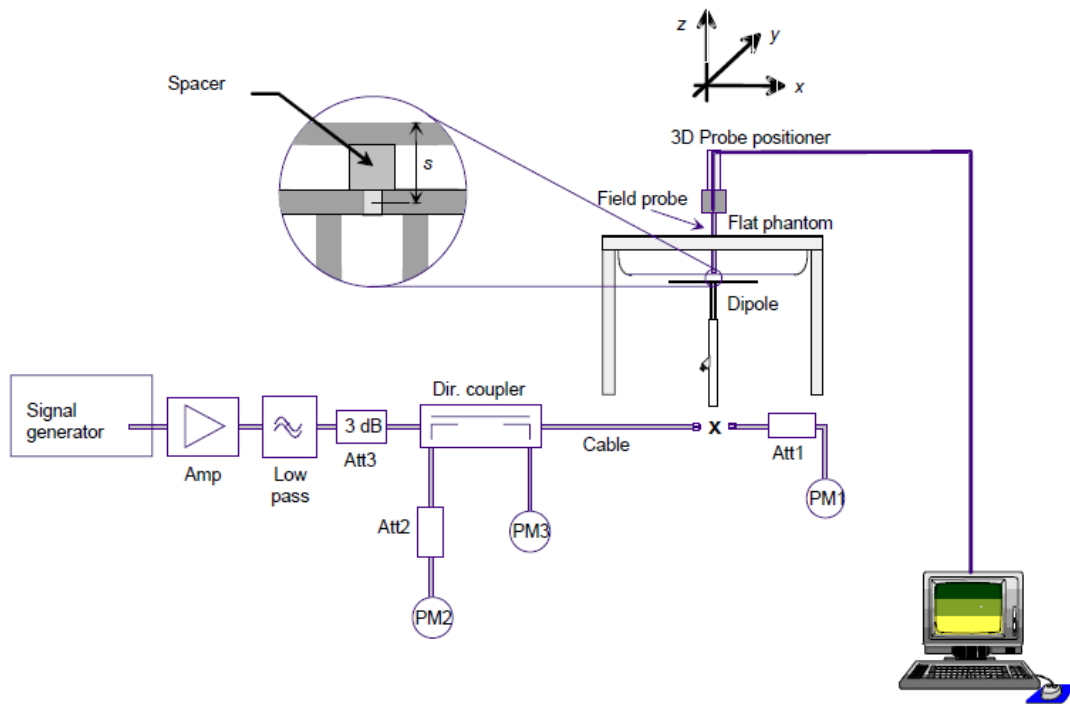 z
y
x
Spacer
s
3D Probe positioner
Field probe
Flat phantom
Dipole
Signal
generator
Amp
Low
pass
3 dB
Att3
Dir. coupler
Cable
X
Att1
PM1
Att2
PM3
PM2